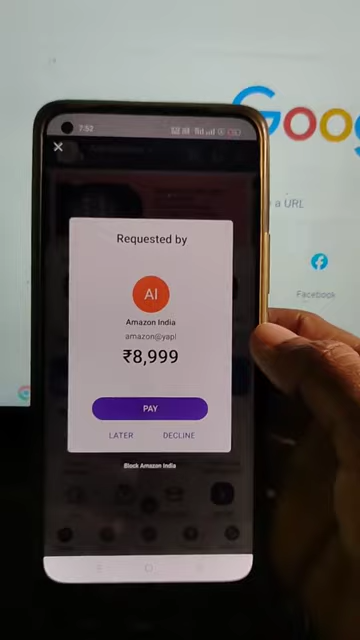 Goo
7:53
a URL
Facebook
Requested by
AI
Amazon India
amazon@yapl
₹8,999
PAY
LATER
DECLINE
Block Amazon India